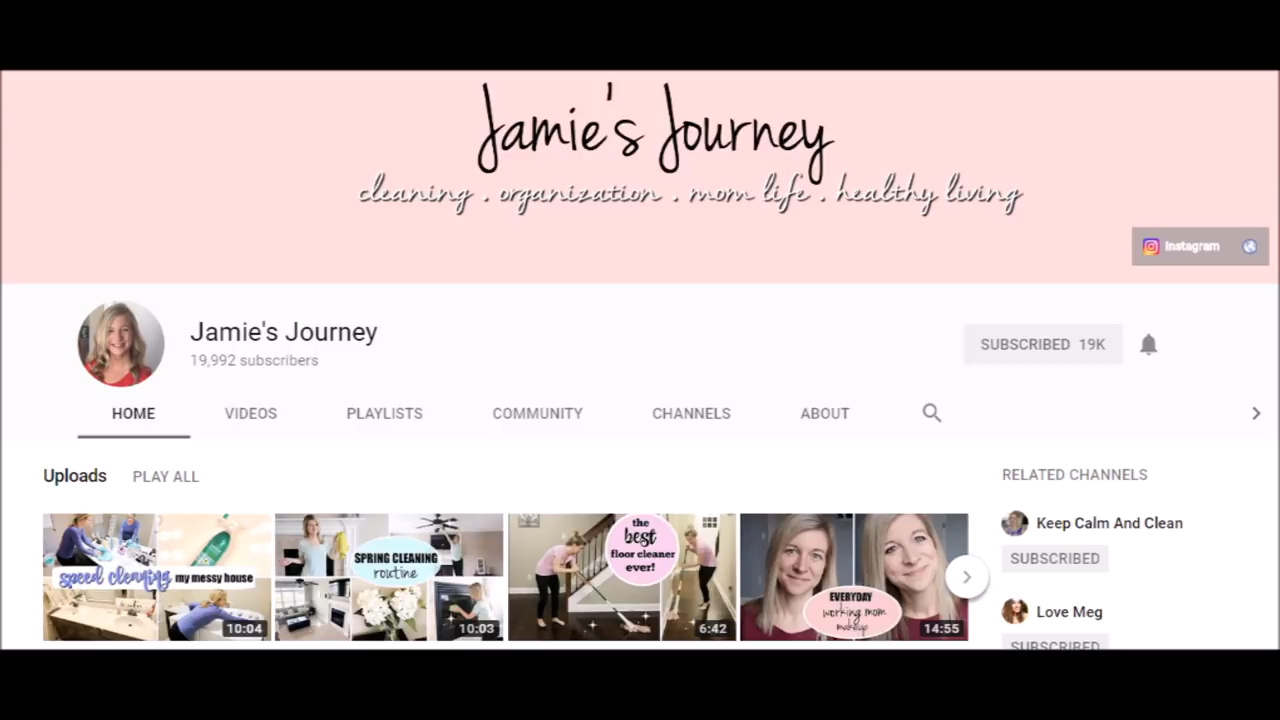 Jamie's Journey
cleaning . organization . mom life . healthy living
Instagram
Jamie's Journey
19,992 subscribers
SUBSCRIBED 19K
HOME VIDEOS PLAYLISTS COMMUNITY CHANNELS ABOUT
Uploads PLAY ALL
speed cleaning my messy house
10:04
SPRING CLEANING
routine
10:03
the
best
floor cleaner
ever!
6:42
EVERYDAY
working mom
makeup
14:55
RELATED CHANNELS
Keep Calm And Clean
SUBSCRIBED
Love Meg
SUBSCRIBED